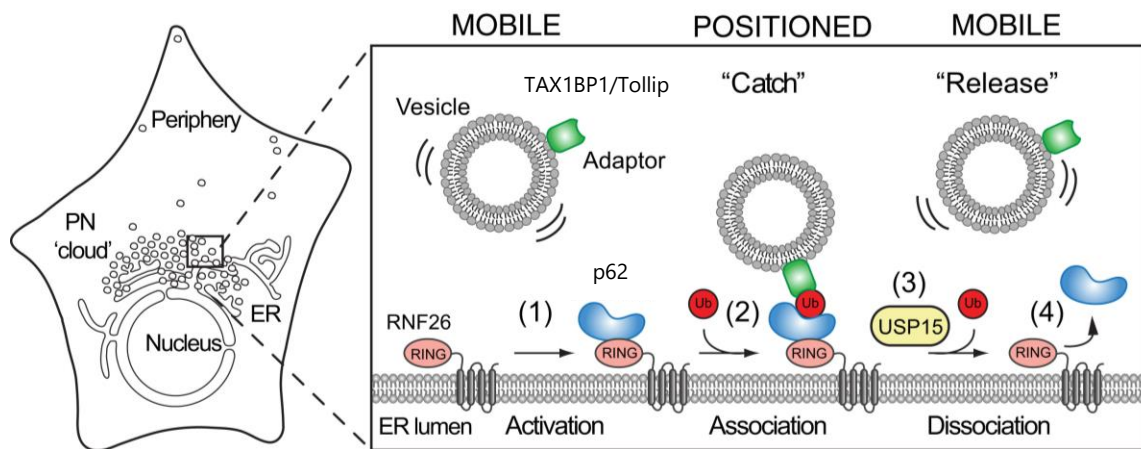 MOBILE POSITIONED MOBILE
TAX1BP1/Tollip
"Catch"
"Release"
Periphery
Vesicle
Adaptor
PN
'cloud'
p62
ER
Nucleus
RNF26
(1)
Ub
(2)
(3)
USP15
Ub
(4)
RING
RING
Ub
RING
RING
ER lumen
Activation
Association
Dissociation